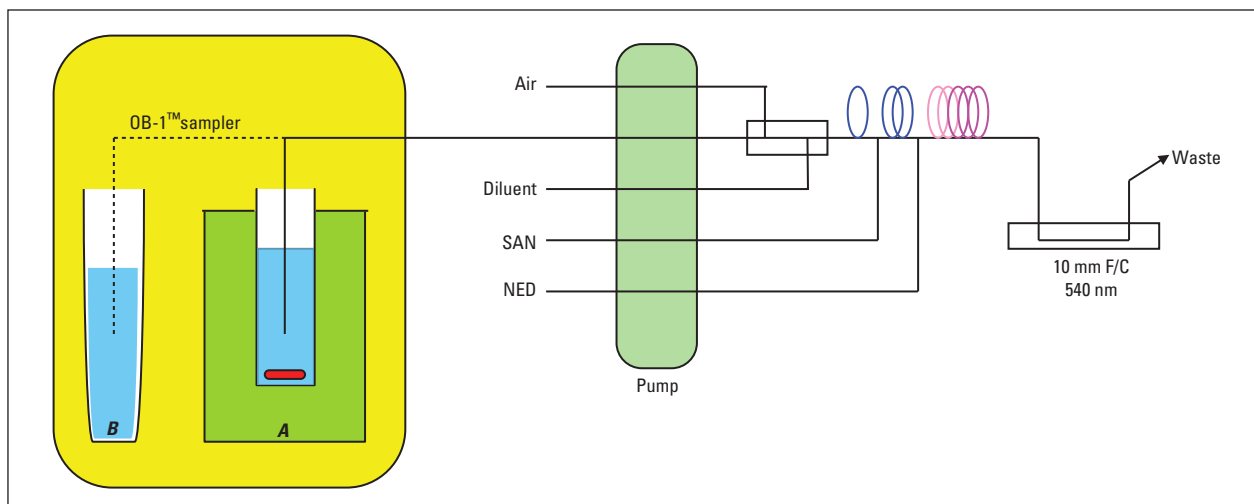 Air
OB-1™sampler
Waste
Diluent
SAN
10 mm F/C
540 nm
NED
Pump
B
A